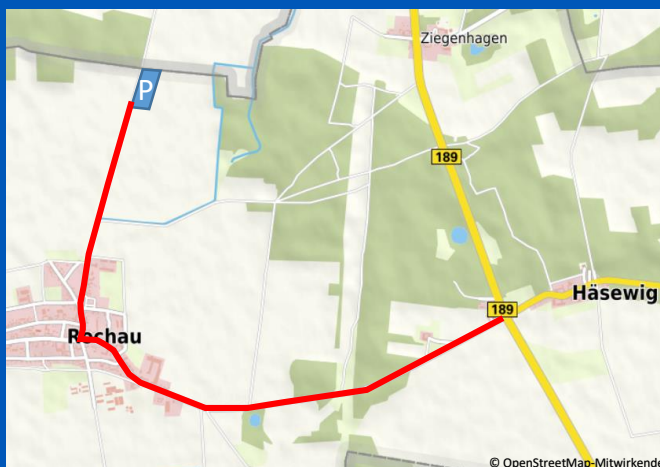 Ziegenhagen
P
189
Häsewig
189
Rochau
© OpenStreetMap-Mitwirkende